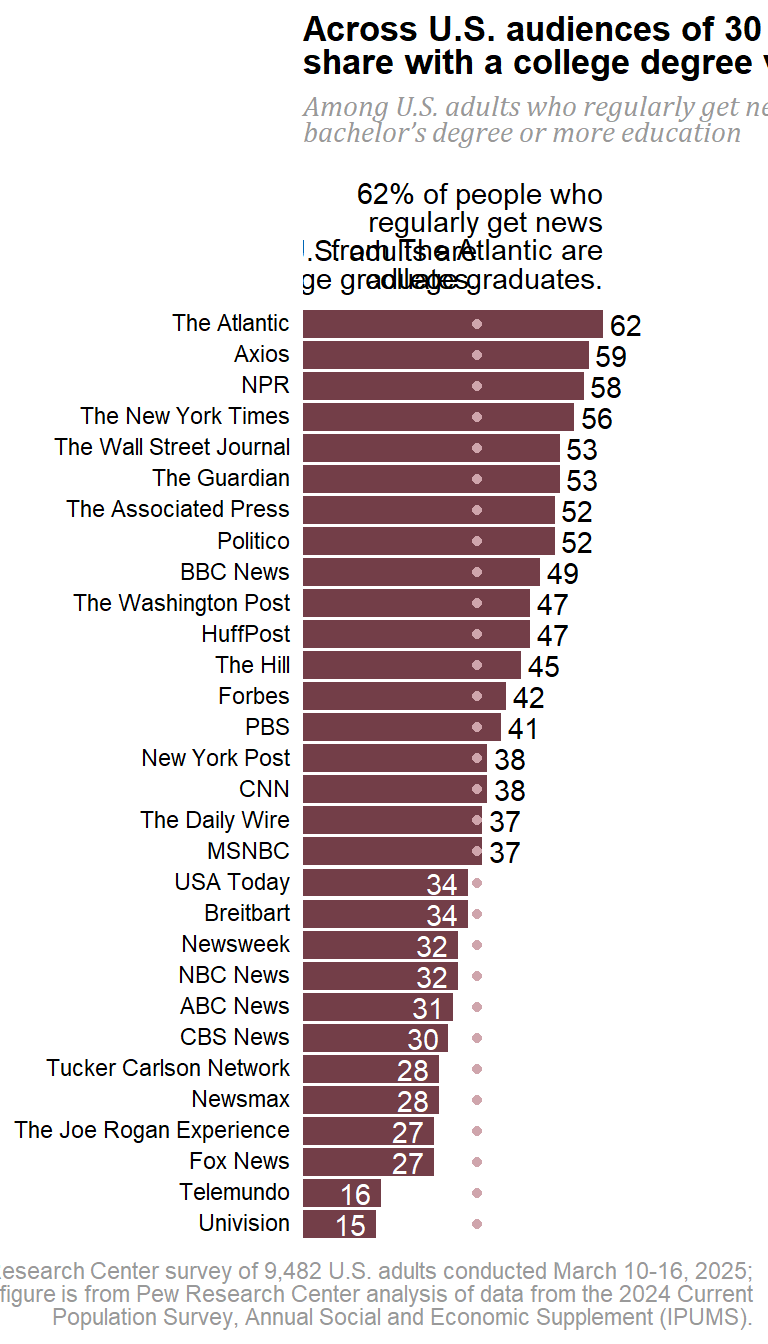 Across U.S. audiences of 30
share with a college degree
Among U.S. adults who regularly get
bachelor's degree or more education
62% of people who
regularly get news
from The Atlantic are
college graduates.
U.S. adults are
graduates.
The Atlantic 62
Axios 59
NPR 58
The New York Times 56
The Wall Street Journal 53
The Guardian 53
The Associated Press 52
Politico 52
BBC News 49
The Washington Post 47
HuffPost 47
The Hill 45
Forbes 42
PBS 41
New York Post 38
CNN 38
The Daily Wire 37
MSNBC 37
USA Today 34
Breitbart 34
Newsweek 32
NBC News 32
ABC News 31
CBS News 30
Tucker Carlson Network 28
Newsmax 28
The Joe Rogan Experience 27
Fox News 27
Telemundo 16
Univision 15
Research Center survey of 9,482 U.S. adults conducted March 10-16, 2025;
figure is from Pew Research Center analysis of data from the 2024 Current
Population Survey, Annual Social and Economic Supplement (IPUMS).